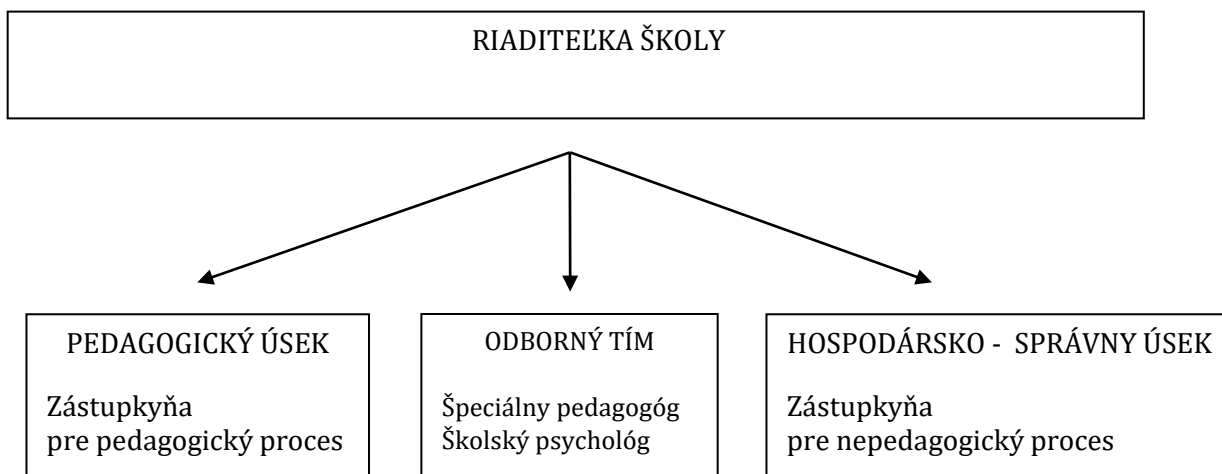 RIADITEĽKA ŠKOLY
PEDAGOGICKÝ ÚSEK
Zástupkyňa
pre pedagogický proces
ODBORNÝ TÍM
Špeciálny pedagogóg
Školský psychológ
HOSPODÁRSKO - SPRÁVNY ÚSEK
Zástupkyňa
pre nepedagogický proces